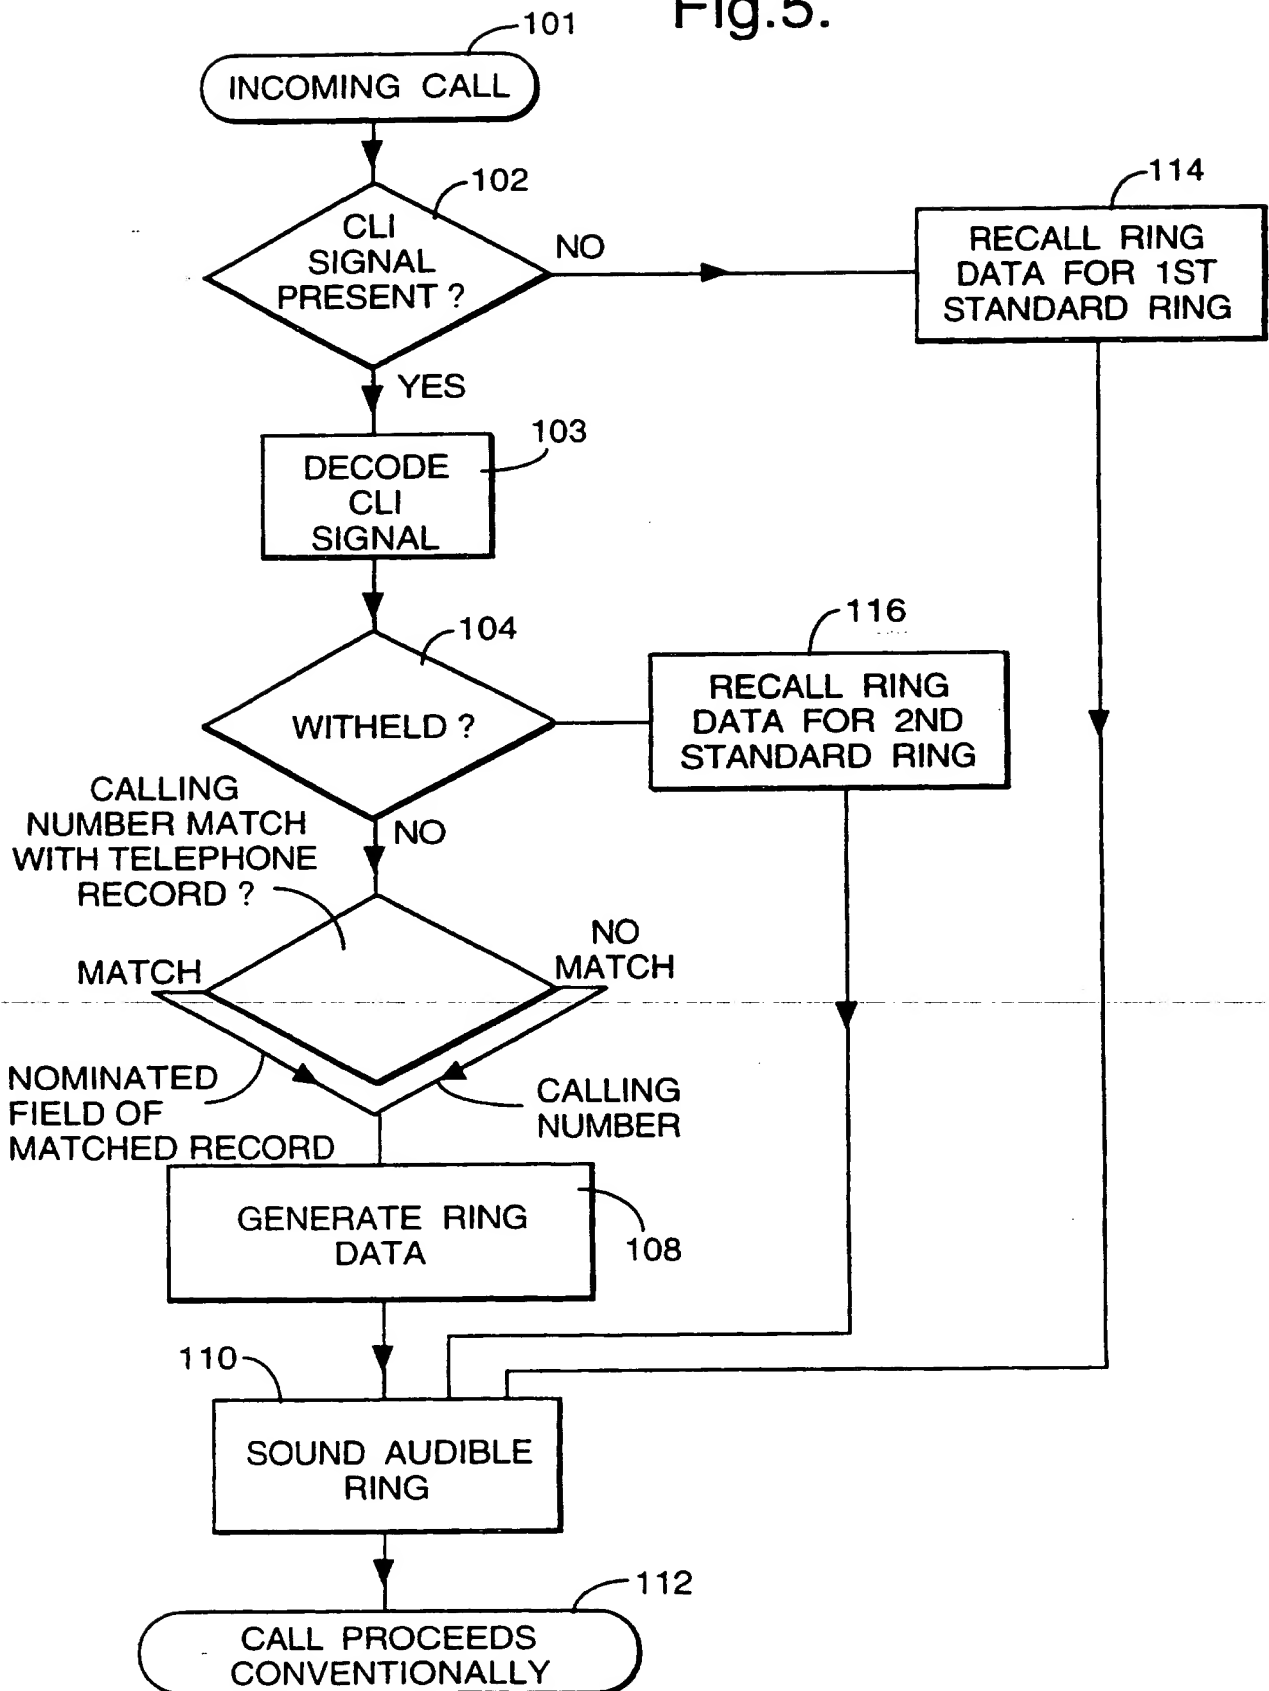 Fig.5.
101
INCOMING CALL
102
CLI
SIGNAL
PRESENT ?
NO
114
RECALL RING
DATA FOR 1ST
STANDARD RING
YES
103
DECODE
CLI
SIGNAL
104
WITHELD ?
116
RECALL RING
DATA FOR 2ND
STANDARD RING
NO
CALLING
NUMBER MATCH
WITH TELEPHONE
RECORD ?
MATCH
NO
MATCH
NOMINATED
FIELD OF
MATCHED RECORD
CALLING
NUMBER
GENERATE RING
DATA
108
110
SOUND AUDIBLE
RING
112
CALL PROCEEDS
CONVENTIONALLY